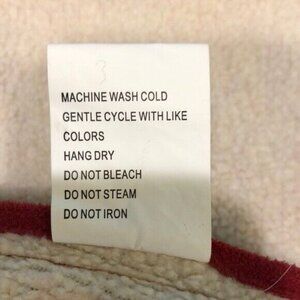 3
MACHINE WASH COLD
GENTLE CYCLE WITH LIKE
COLORS
HANG DRY
DO NOT BLEACH
DO NOT STEAM
DO NOT IRON